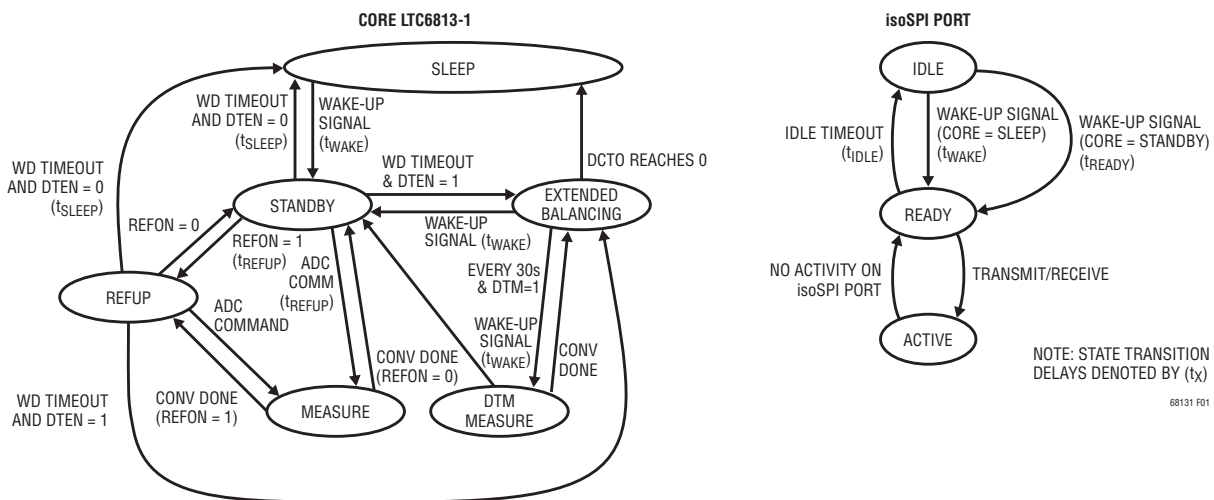 CORE LTC6813-1
SLEEP
WD TIMEOUT
AND DTEN = 0
(tSLEEP)
WAKE-UP
SIGNAL
(tWAKE)
WD TIMEOUT
AND DTEN = 0
(tSLEEP)
WD TIMEOUT
& DTEN = 1
DCTO REACHES 0
STANDBY
EXTENDED
BALANCING
REFON = 0
REFON = 1
(tREFUP)
WAKE-UP
SIGNAL (tWAKE)
ADC
COMM
(tREFUP)
EVERY 30s
& DTM=1
REFUP
ADC
COMMAND
WAKE-UP
SIGNAL
(tWAKE)
CONV
DONE
CONV DONE
(REFON = 0)
WD TIMEOUT
AND DTEN = 1
CONV DONE
(REFON = 1)
MEASURE
DTM
MEASURE
isoSPI PORT
IDLE
IDLE TIMEOUT
(tIDLE)
WAKE-UP SIGNAL
(CORE = SLEEP)
(tWAKE)
WAKE-UP SIGNAL
(CORE = STANDBY)
(tREADY)
READY
NO ACTIVITY ON
isoSPI PORT
TRANSMIT/RECEIVE
ACTIVE
NOTE: STATE TRANSITION
DELAYS DENOTED BY (tX)
68131 F01